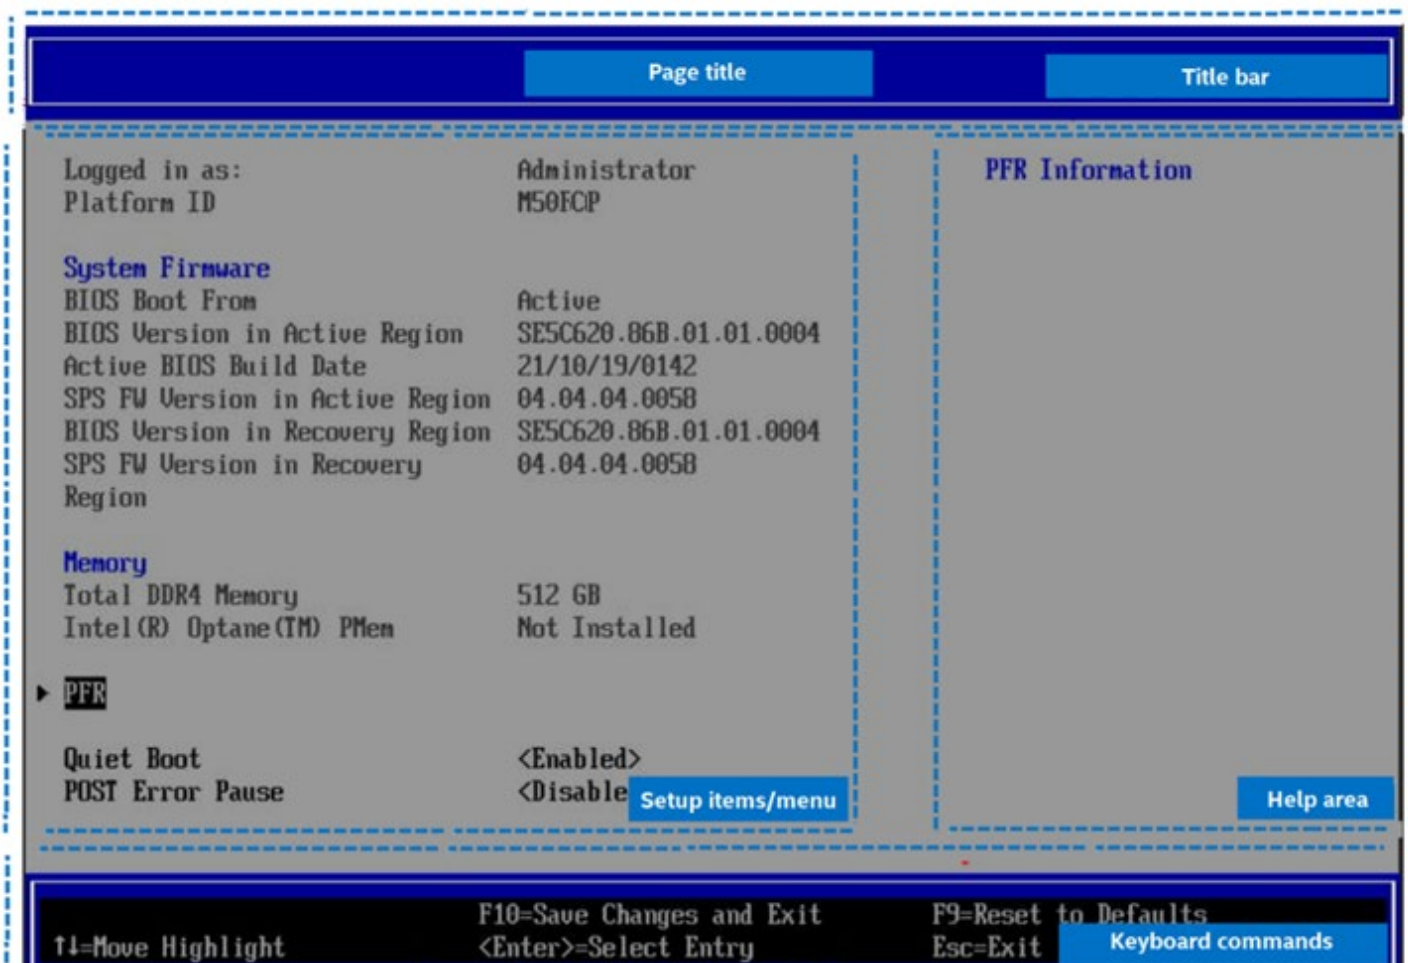 Page title
Title bar
Logged in as: Administrator
Platform ID M50FCP
PFR Information
System Firmware
BIOS Boot From Active
BIOS Version in Active Region SE5C620.86B.01.01.0004
Active BIOS Build Date 21/10/19/0142
SPS FW Version in Active Region 04.04.04.0058
BIOS Version in Recovery Region SE5C620.86B.01.01.0004
SPS FW Version in Recovery 04.04.04.0058
Region
Memory
Total DDR4 Memory 512 GB
Intel(R) Optane(TM) PMem Not Installed
PFR
Quiet Boot <Enabled>
POST Error Pause <Disable
Setup items/menu
Help area
F10=Save Changes and Exit F9=Reset to Defaults
↑↓=Move Highlight <Enter>=Select Entry Esc=Exit
Keyboard commands